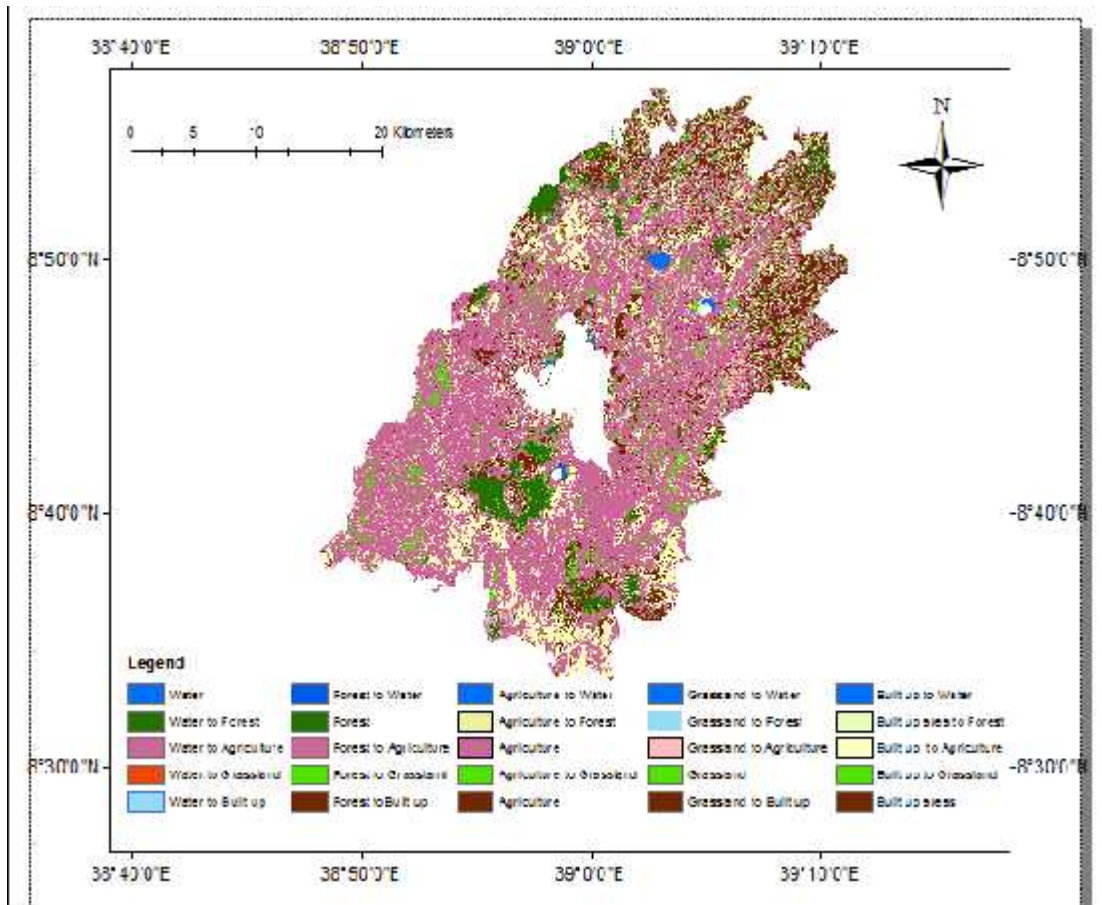 38°40'0"E 38°50'0"E 39°0'0"E 39°10'0"E
0 5 10 20 Kilometers
N
8°50'0"N 8°50'0"N
8°40'0"N 8°40'0"N
8°30'0"N 8°30'0"N
Legend
Water Forest to Water Agriculture to Water Grassland to Water Built up to Water
Water to Forest Forest Agriculture to Forest Grassland to Forest Built up areas to Forest
Water to Agriculture Forest to Agriculture Agriculture Grassland to Agriculture Built up to Agriculture
Water to Grassland Forest to Grassland Agriculture to Grassland Grassland Built up to Grassland
Water to Built up Forest to Built up Agriculture Grassland to Built up Built up areas
38°40'0"E 38°50'0"E 39°0'0"E 39°10'0"E